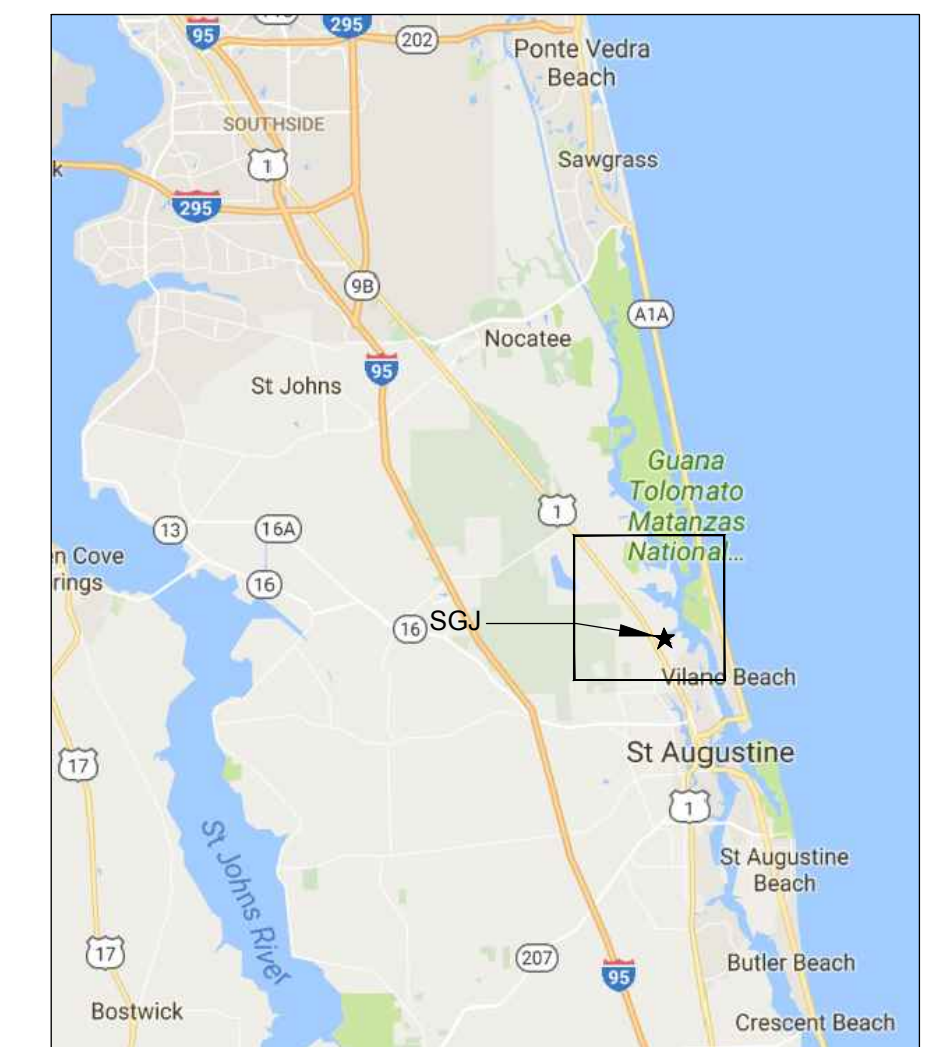 95
295
202
Ponte Vedra
Beach
SOUTHSIDE
1
Sawgrass
k
295
9B
A1A
Nocatee
95
St Johns
Guana
Tolomato
Matanzas
National...
1
13
16A
en Cove
rings
16
16
SGJ
Vilano Beach
St Augustine
17
1
St Johns River
St Augustine
Beach
17
207
95
Butler Beach
Bostwick
Crescent Beach